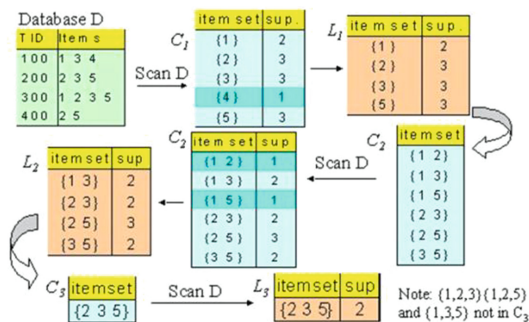 Database D
TID Items
100 1 3 4
200 2 3 5
300 1 2 3 5
400 2 5
Scan D
C1
itemset sup.
{1} 2
{2} 3
{3} 3
{4} 1
{5} 3
L1
itemset sup.
{1} 2
{2} 3
{3} 3
{5} 3
C2
itemset
{1 2}
{1 3}
{1 5}
{2 3}
{2 5}
{3 5}
Scan D
C2
itemset sup.
{1 2} 1
{1 3} 2
{1 5} 1
{2 3} 2
{2 5} 3
{3 5} 2
L2
itemset sup
{1 3} 2
{2 3} 2
{2 5} 3
{3 5} 2
C3
itemset
{2 3 5}
Scan D
L3
itemset sup
{2 3 5} 2
Note: {1,2,3}{1,2,5}
and {1,3,5} not in C3